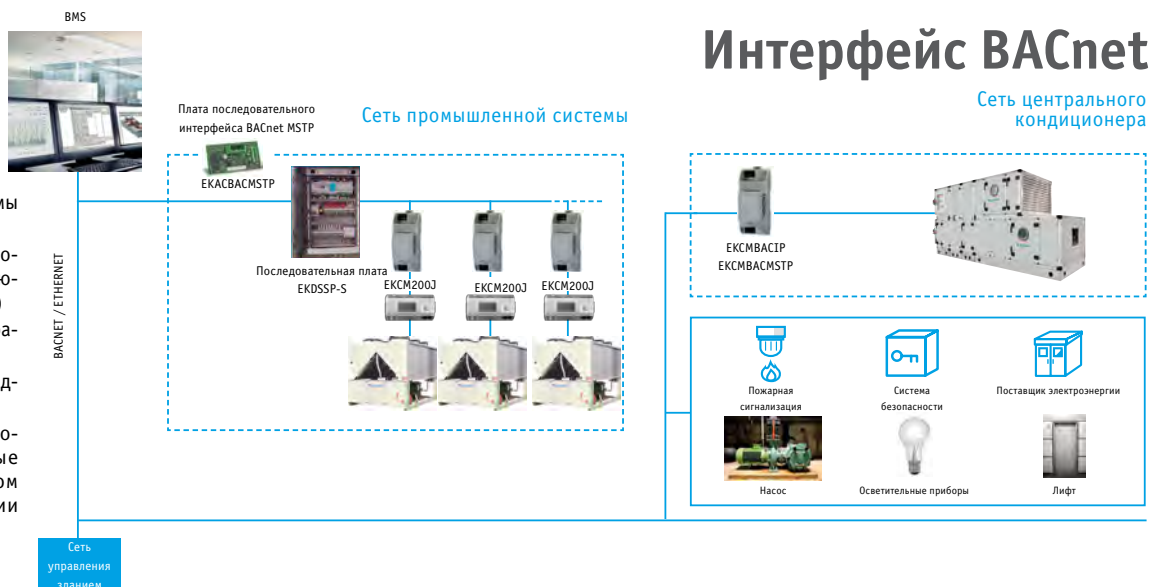 BMS
Интерфейс BACnet
Сеть центрального
кондиционера
Плата последовательного
интерфейса BACnet MSTP
Сеть промышленной системы
EKACBACMSTP
EKCMBACIP
EKCMBACMSTP
Последовательная плата
EKDSSP-S
EKCM200J
EKCM200J
EKCM200J
BACNET / ETHERNET
Пожарная
сигнализация
Система
безопасности
Поставщик электроэнергии
Насос
Осветительные приборы
Лифт
Сеть
управления
зданием